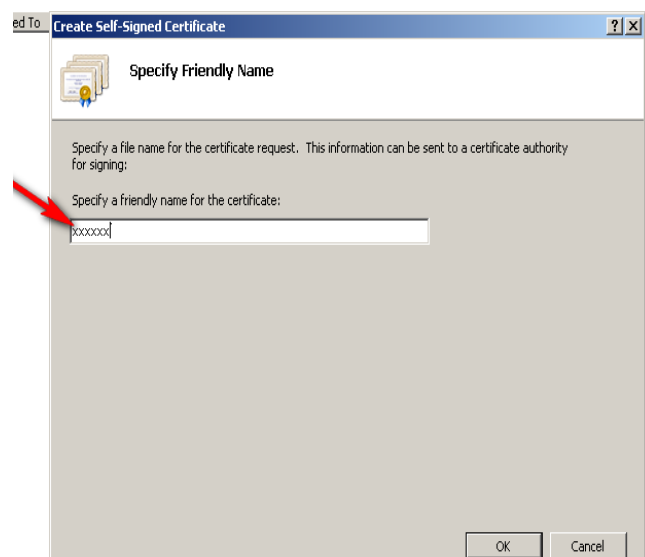 ed To
Create Self-Signed Certificate
Specify Friendly Name
Specify a file name for the certificate request. This information can be sent to a certificate authority
for signing:
Specify a friendly name for the certificate:
xxxxxx
OK Cancel